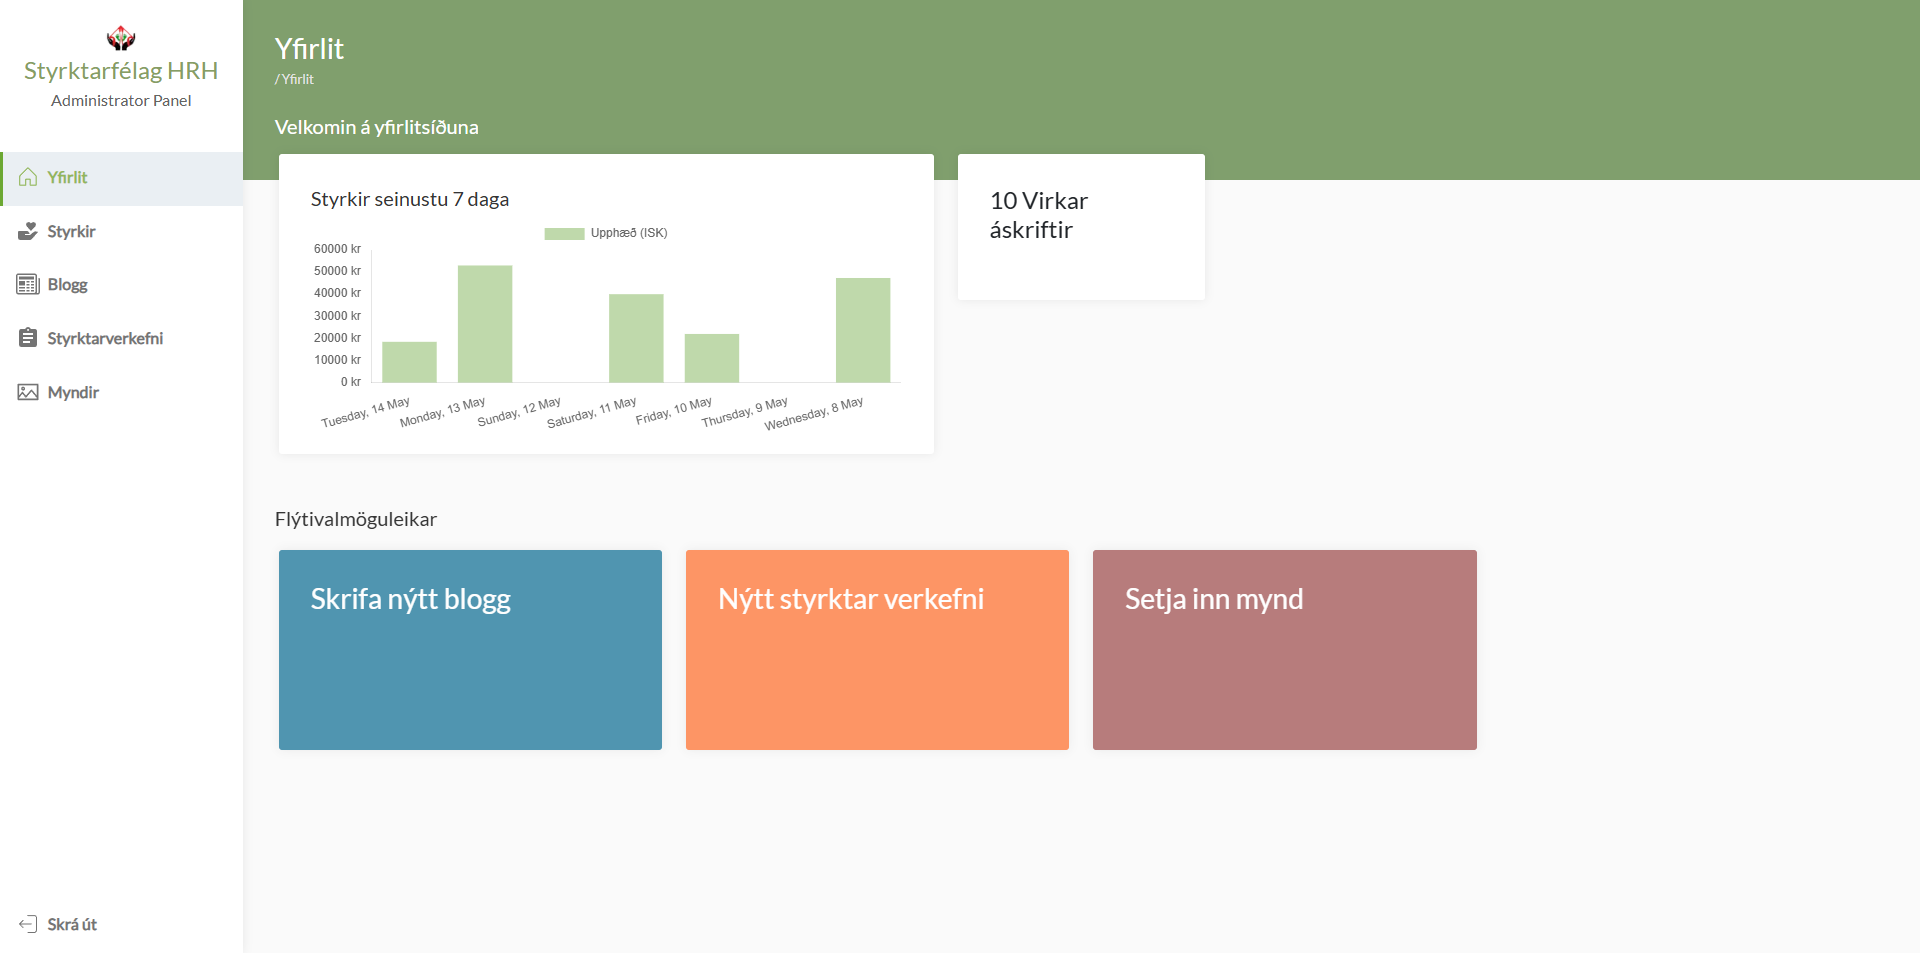 Styrktarfélag HRH
Administrator Panel
Yfirlit
Styrkir
Blogg
Styrktarverkefni
Myndir
Skrá út
Yfirlit
/ Yfirlit
Velkomin á yfirlitsíðuna
Styrkir seinustu 7 daga
Upphæð (ISK)
60000 kr
50000 kr
40000 kr
30000 kr
20000 kr
10000 kr
0 kr
Tuesday, 14 May
Monday, 13 May
Sunday, 12 May
Saturday, 11 May
Friday, 10 May
Thursday, 9 May
Wednesday, 8 May
10 Virkar
áskriftir
Flýtivalmöguleikar
Skrifa nýtt blogg
Nýtt styrktar verkefni
Setja inn mynd